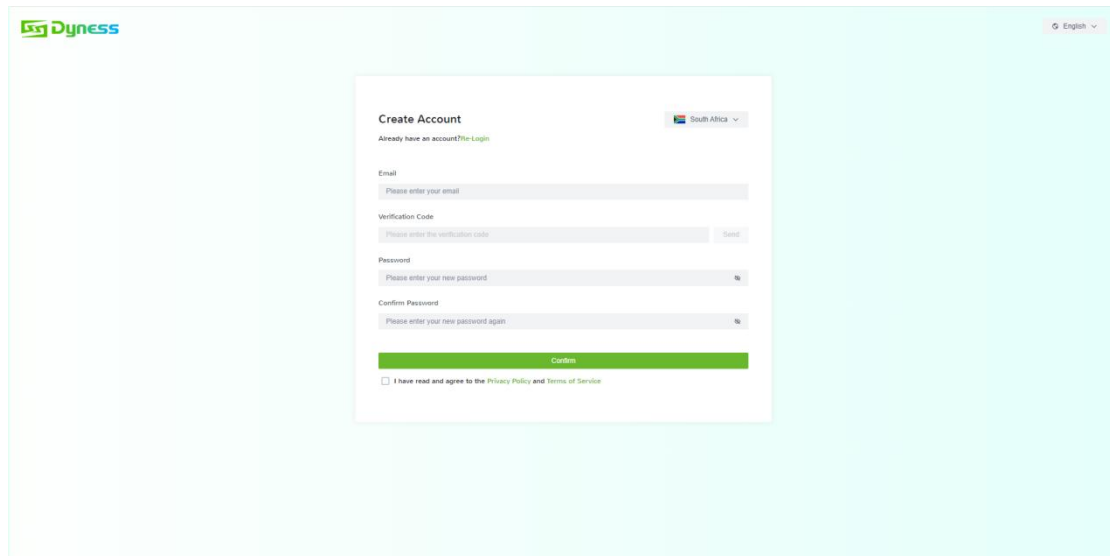 Dyness
English
Create Account
South Africa
Already have an account?Re-Login
Email
Please enter your email
Verification Code
Please enter the verification code
Send
Password
Please enter your new password
Confirm Password
Please enter your new password again
Confirm
I have read and agree to the Privacy Policy and Terms of Service